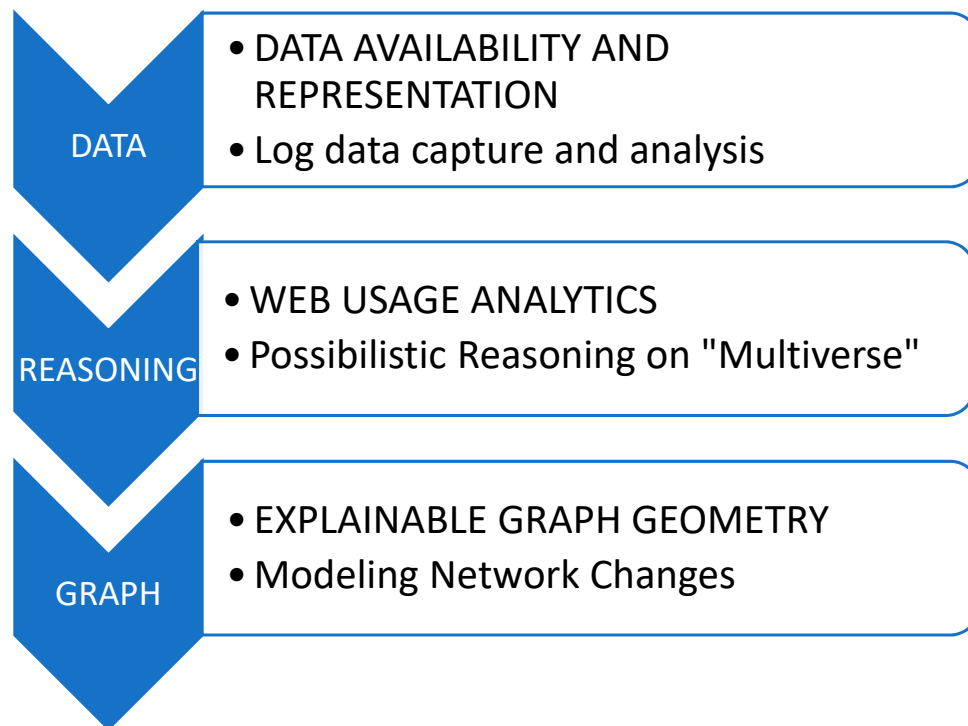 DATA
• DATA AVAILABILITY AND
REPRESENTATION
• Log data capture and analysis
REASONING
• WEB USAGE ANALYTICS
• Possibilistic Reasoning on "Multiverse"
GRAPH
• EXPLAINABLE GRAPH GEOMETRY
• Modeling Network Changes